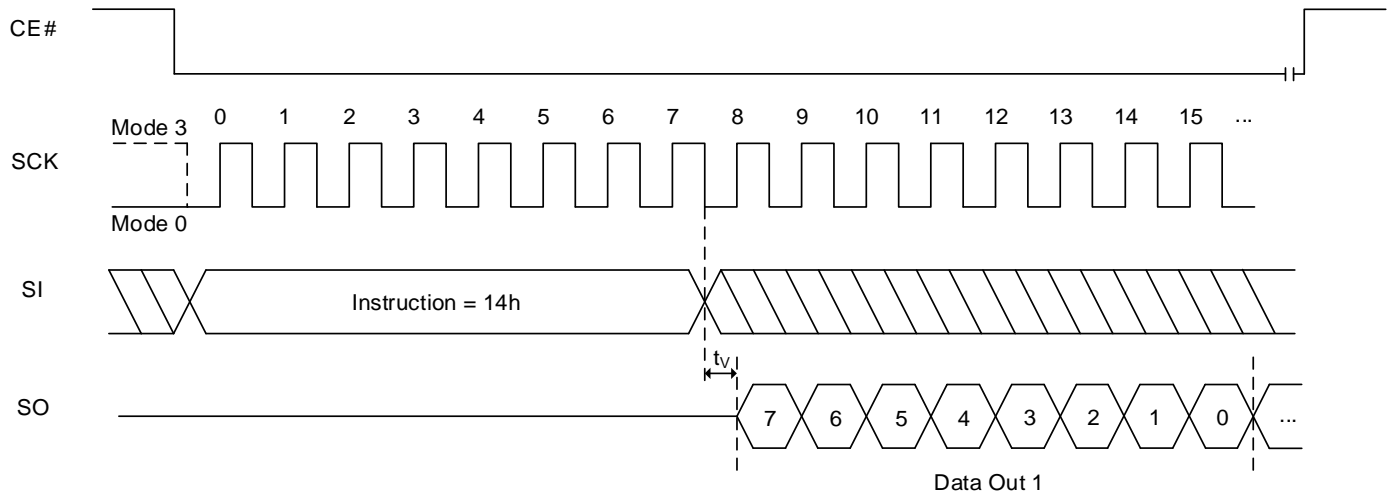 CE#
0 1 2 3 4 5 6 7 8 9 10 11 12 13 14 15 ...
Mode 3
SCK
Mode 0
SI
Instruction = 14h
tV
SO
7 6 5 4 3 2 1 0 ...
Data Out 1